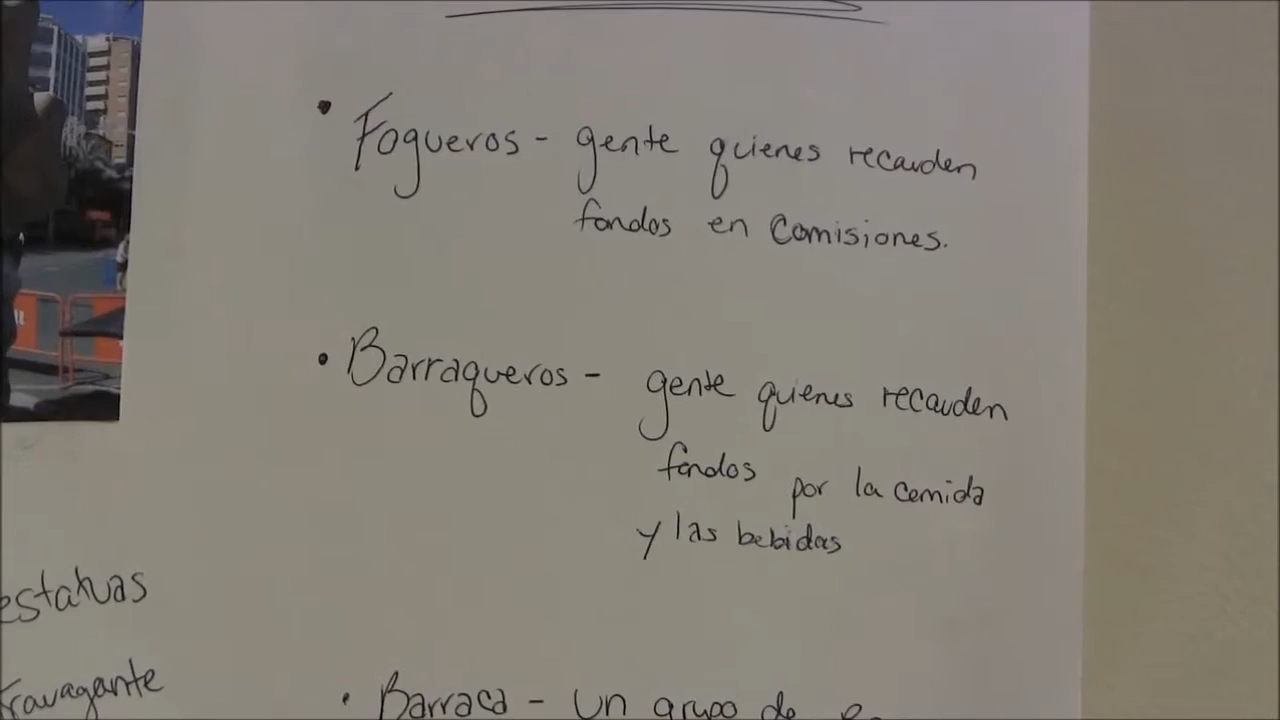 • Fogueros - gente quienes recauden
fondos en Comisiones.
• Barraqueros - gente quienes recauden
fondos por la comida
y las bebidas
estatuas
travagante
• Barraca - un grupo de